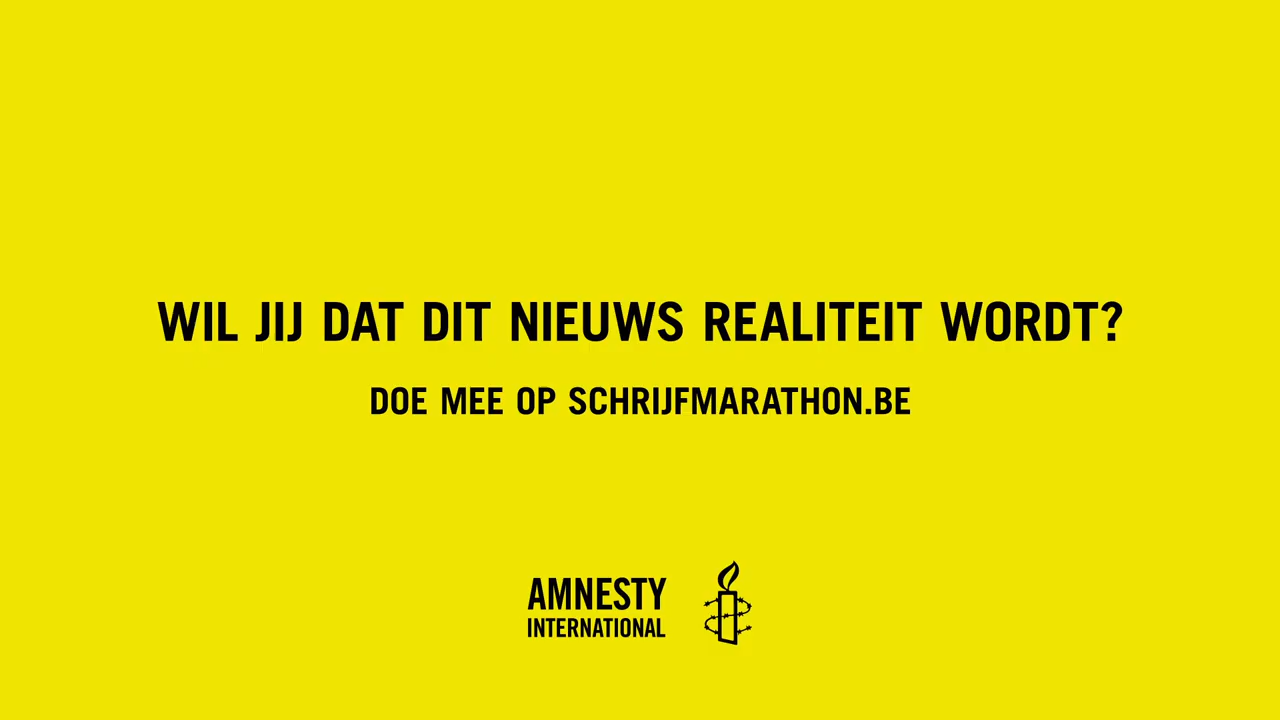 WIL JIJ DAT DIT NIEUWS REALITEIT WORDT?
DOE MEE OP SCHRIJFMARATHON.BE
AMNESTY
INTERNATIONAL